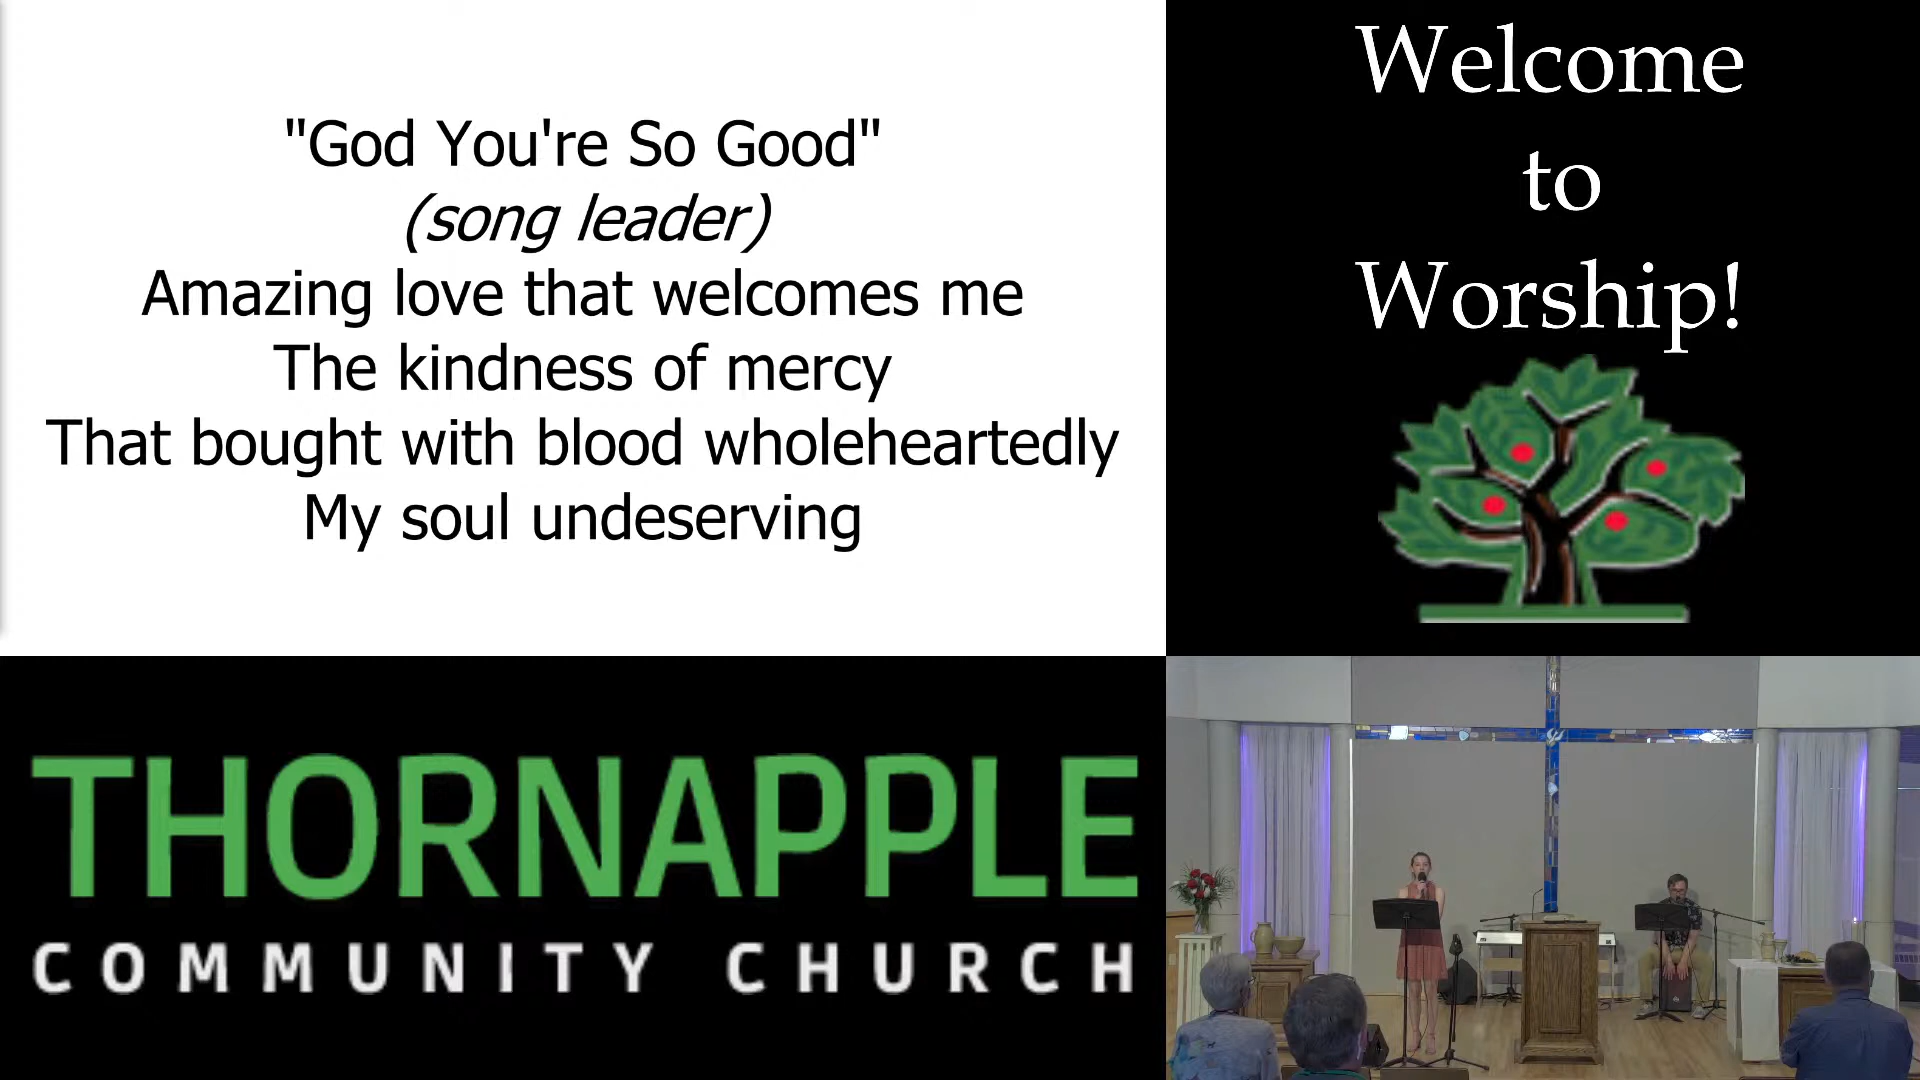 "God You're So Good"
(song leader)
Amazing love that welcomes me
The kindness of mercy
That bought with blood wholeheartedly
My soul undeserving
Welcome
to
Worship!
THORNAPPLE
COMMUNITY CHURCH